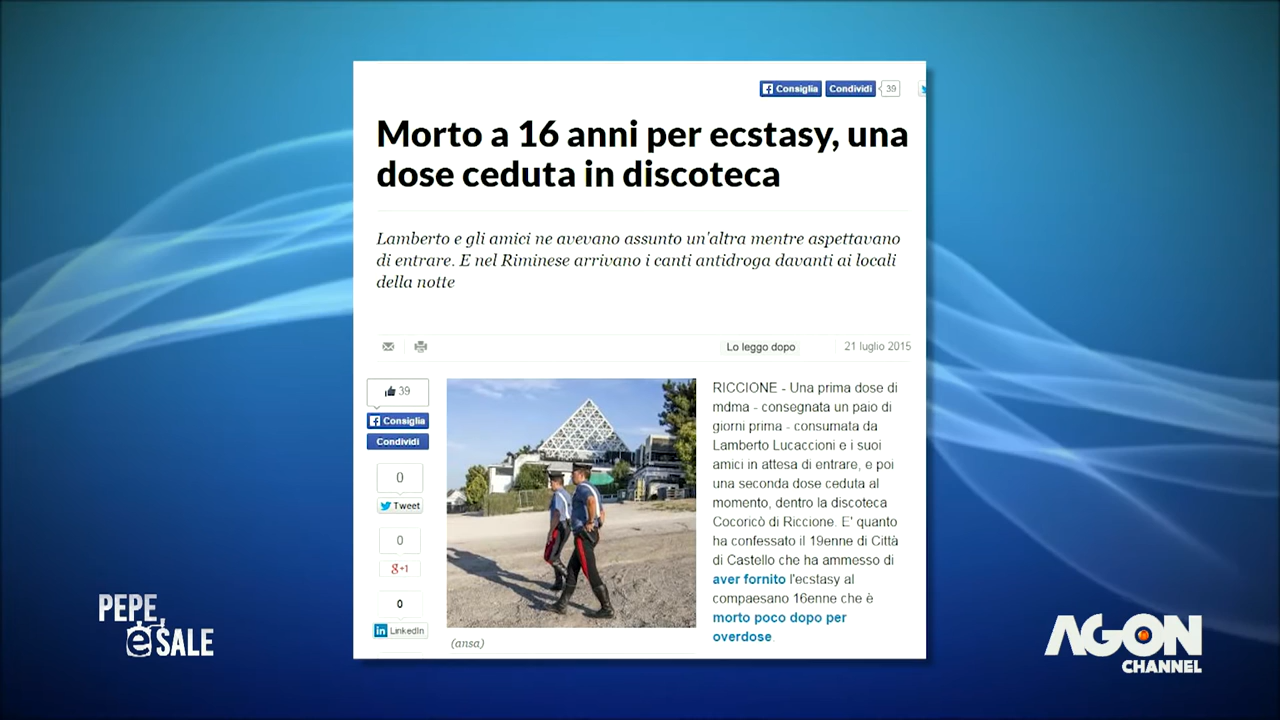 Consiglia Condividi 39
Morto a 16 anni per ecstasy, una
dose ceduta in discoteca
Lamberto e gli amici ne avevano assunto un'altra mentre aspettavano
di entrare. E nel Riminese arrivano i canti antidroga davanti ai locali
della notte
Lo leggo dopo 21 luglio 2015
39
Consiglia
Condividi
0
Tweet
0
g+1
0
in LinkedIn
(ansa)
RICCIONE - Una prima dose di
mdma - consegnata un paio di
giorni prima - consumata da
Lamberto Lucaccioni e i suoi
amici in attesa di entrare, e poi
una seconda dose ceduta al
momento, dentro la discoteca
Cocoricò di Riccione. E' quanto
ha confessato il 19enne di Città
di Castello che ha ammesso di
aver fornito l'ecstasy al
compaesano 16enne che è
morto poco dopo per
overdose.
PEPE,
è SALE
AGON
CHANNEL